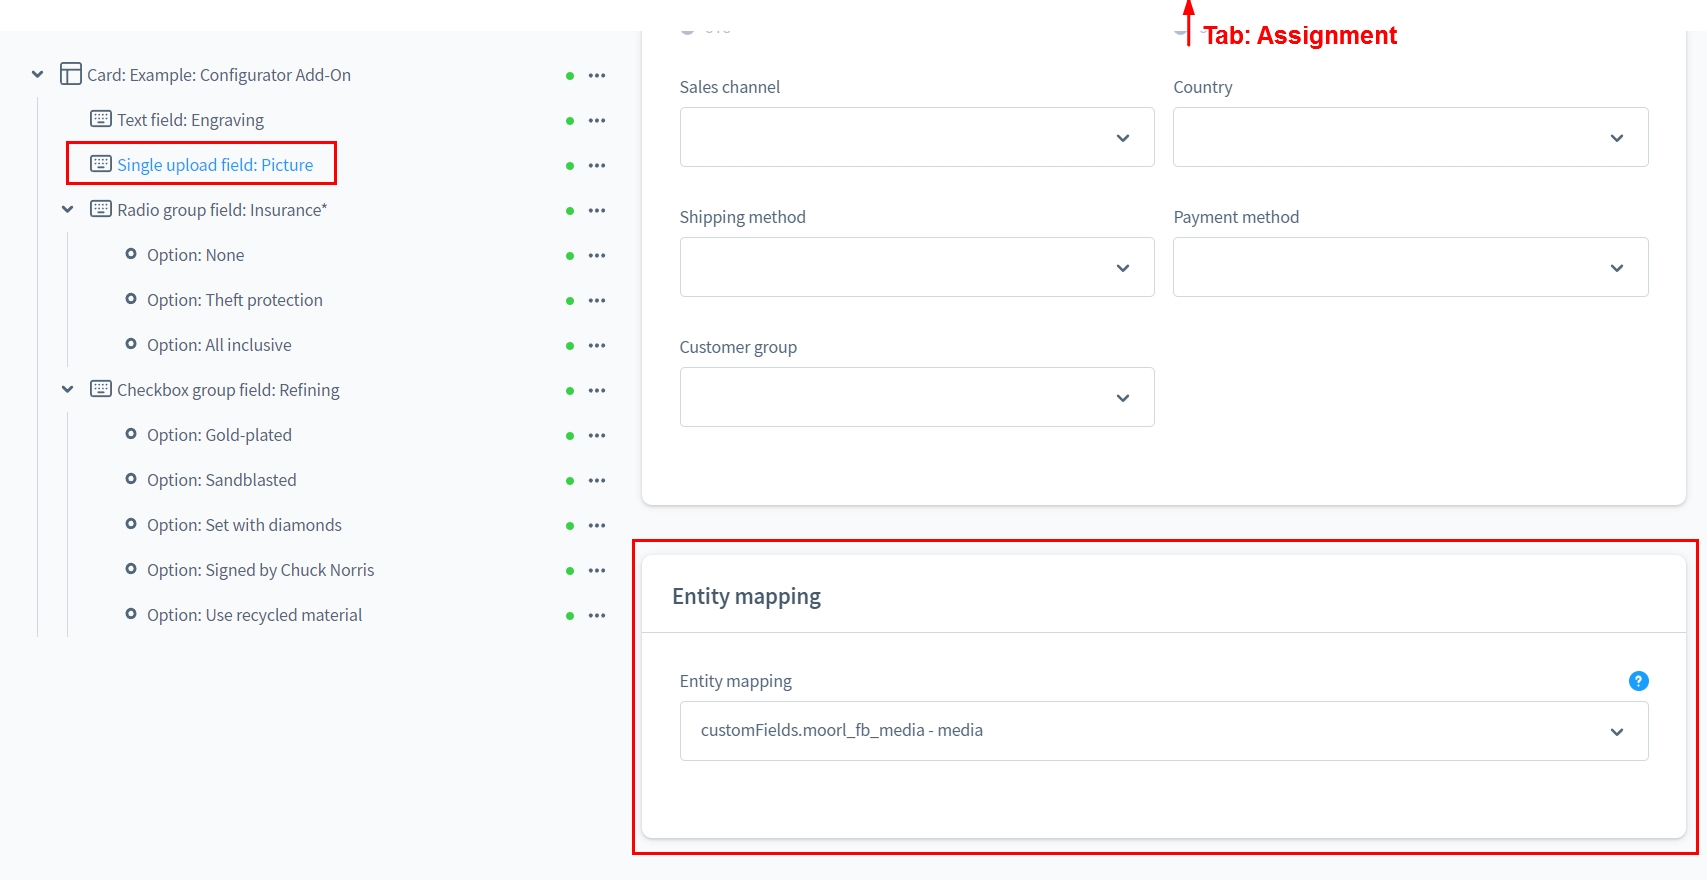 Tab: Assignment
Card: Example: Configurator Add-On
Text field: Engraving
Single upload field: Picture
Radio group field: Insurance*
Option: None
Option: Theft protection
Option: All inclusive
Checkbox group field: Refining
Option: Gold-plated
Option: Sandblasted
Option: Set with diamonds
Option: Signed by Chuck Norris
Option: Use recycled material
Sales channel
Country
Shipping method
Payment method
Customer group
Entity mapping
Entity mapping
?
customFields.moorl_fb_media - media